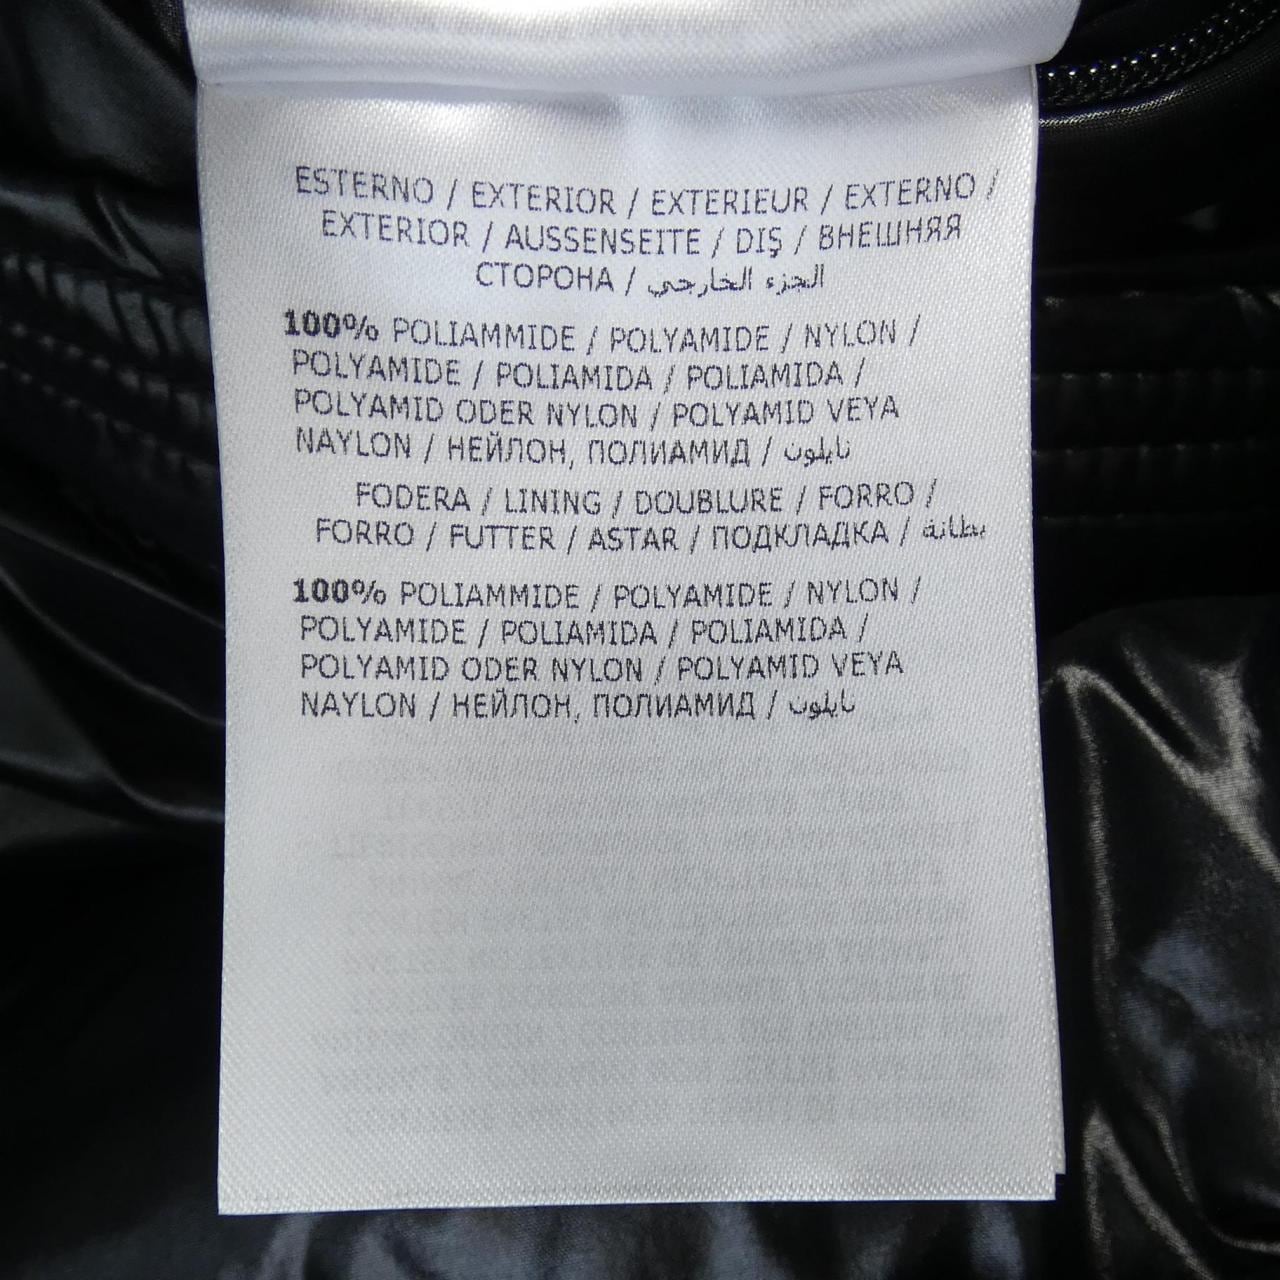 ESTERNO / EXTERIOR / EXTERIEUR / EXTERNO /
EXTERIOR / AUSSENSEITE / DIŞ / ВНЕШНЯЯ
СТОРОНА / الجزء الخارجي
100% POLIAMMIDE / POLYAMIDE / NYLON /
POLYAMIDE / POLIAMIDA / POLIAMIDA /
POLYAMID ODER NYLON / POLYAMID VEYA
NAYLON / НЕЙЛОН, ПОЛИАМИД / نايلون
FODERA / LINING / DOUBLURE / FORRO /
FORRO / FUTTER / ASTAR / ПОДКЛАДКА / بطانة
100% POLIAMMIDE / POLYAMIDE / NYLON /
POLYAMIDE / POLIAMIDA / POLIAMIDA /
POLYAMID ODER NYLON / POLYAMID VEYA
NAYLON / НЕЙЛОН, ПОЛИАМИД / نايلون